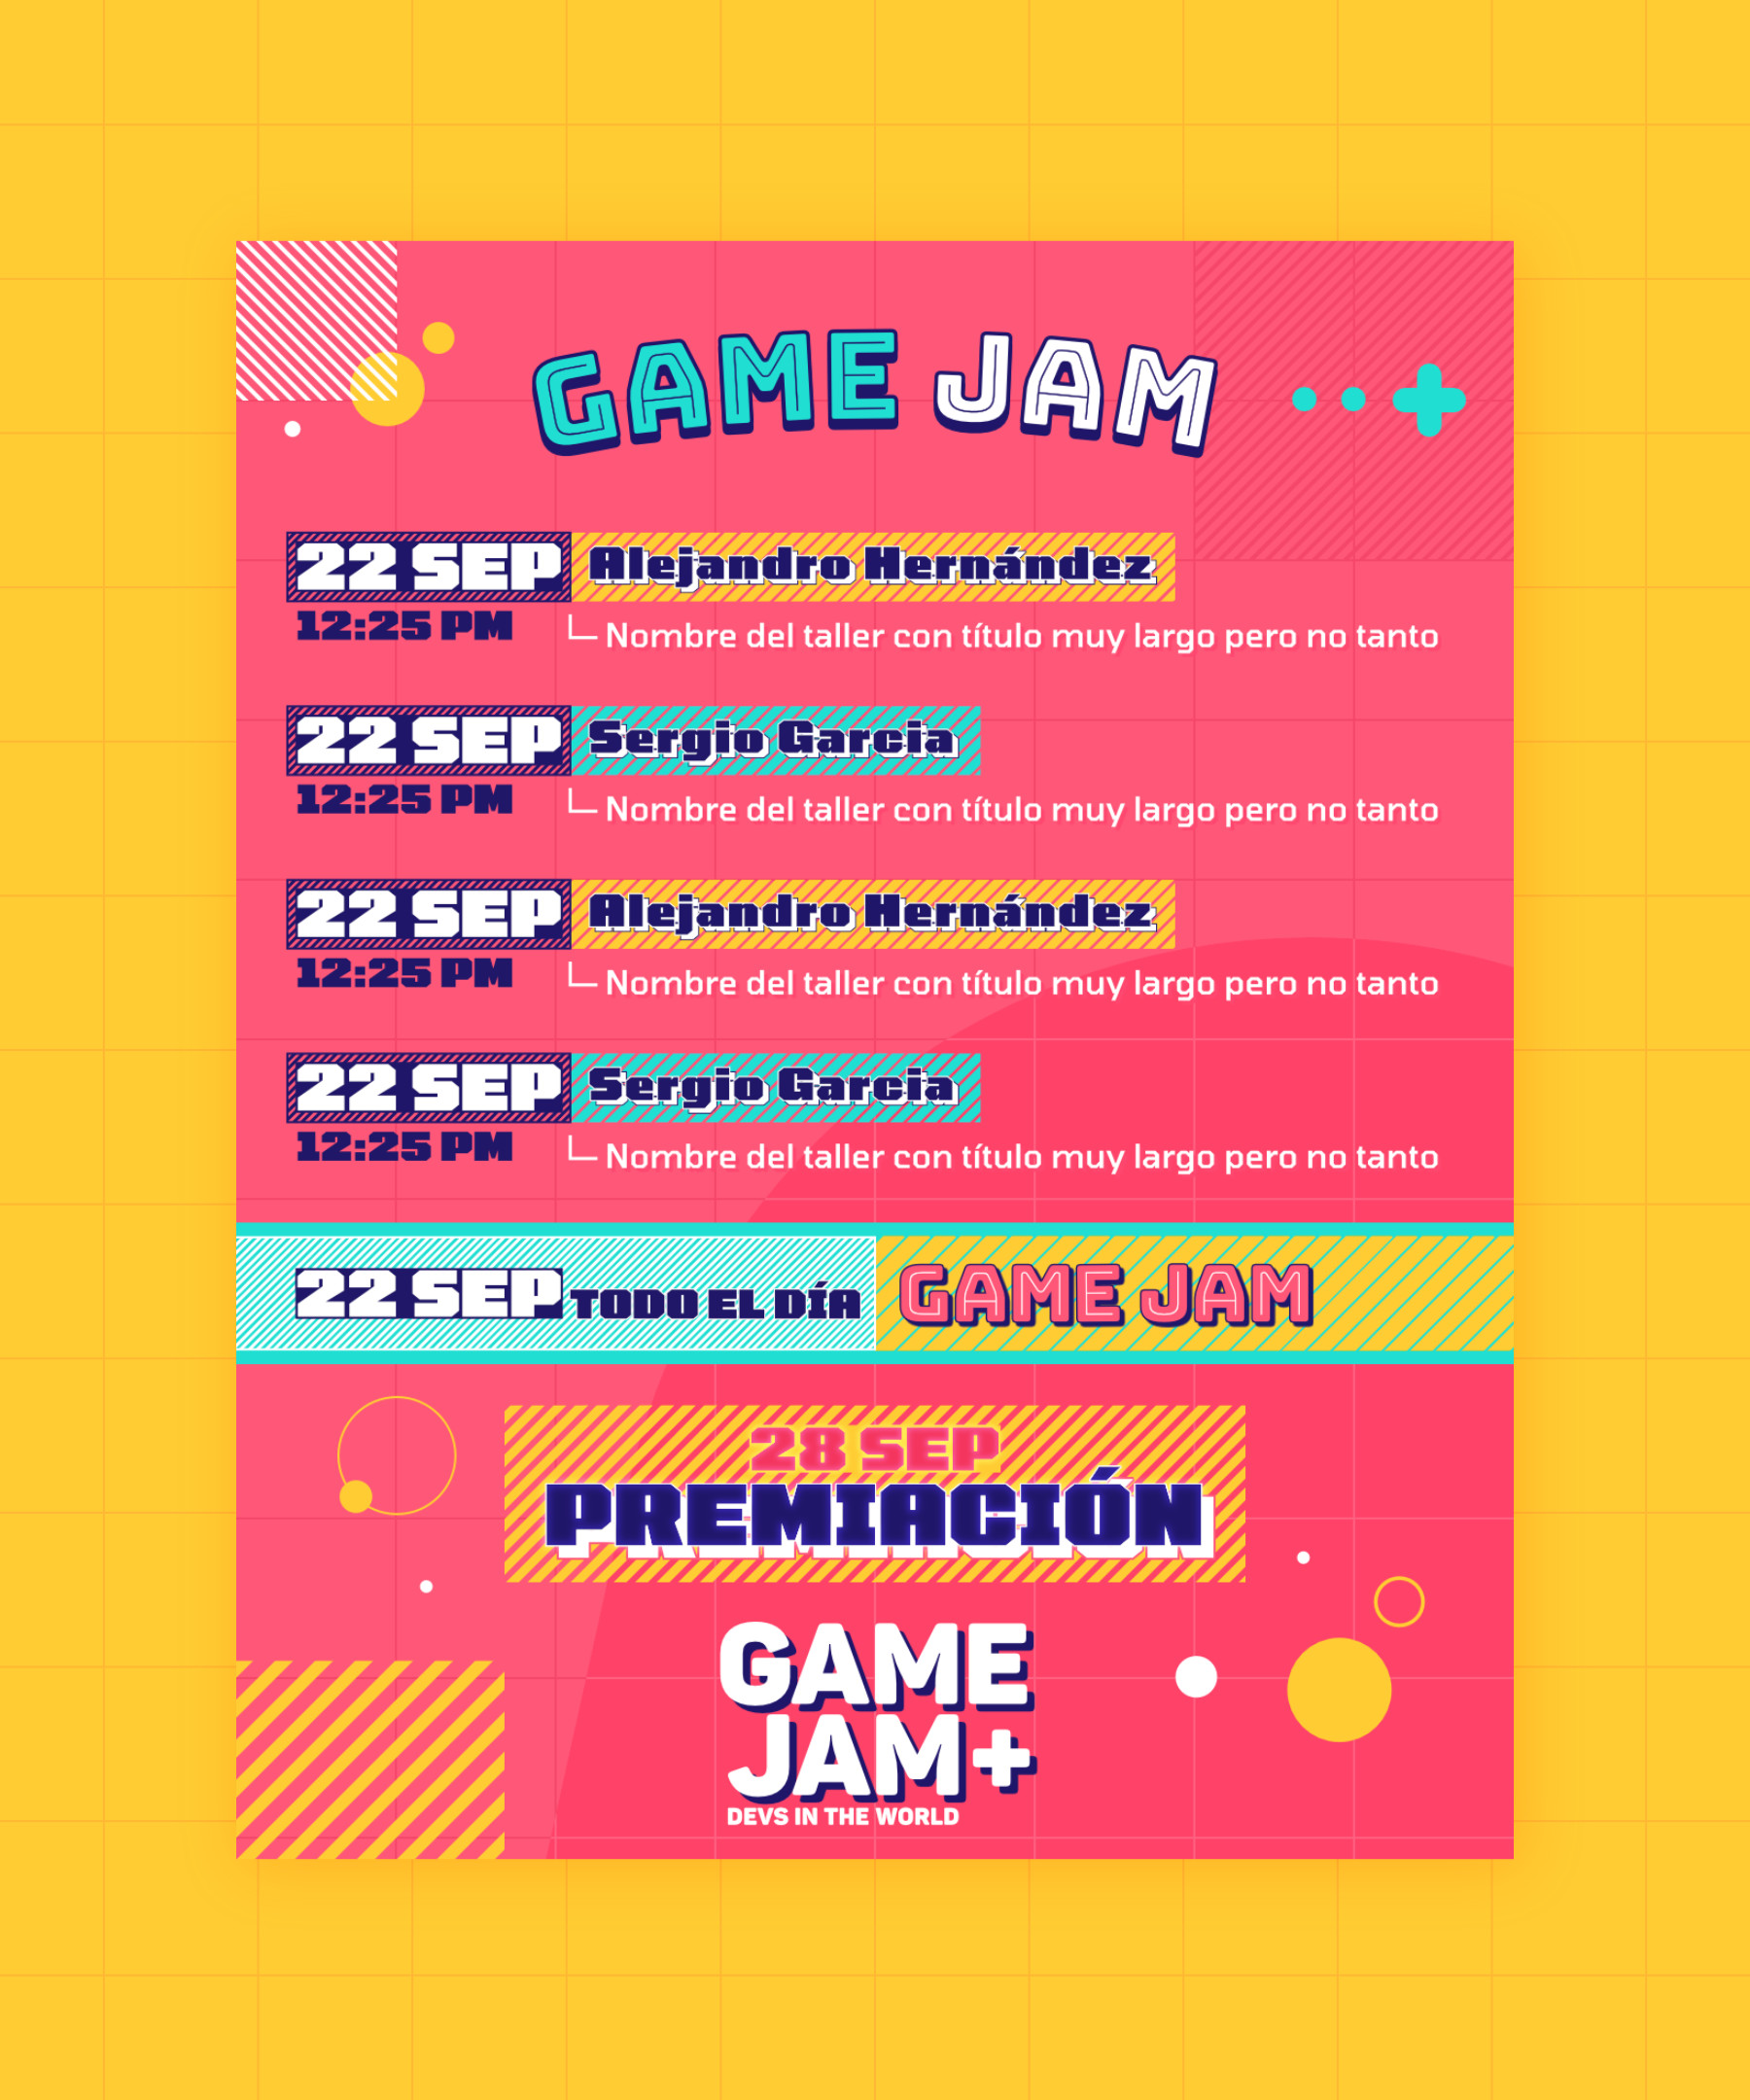 GAME JAM
22 SEP Alejandro Hernández
12:25 PM Nombre del taller con título muy largo pero no tanto
22 SEP Sergio Garcia
12:25 PM Nombre del taller con título muy largo pero no tanto
22 SEP Alejandro Hernández
12:25 PM Nombre del taller con título muy largo pero no tanto
22 SEP Sergio Garcia
12:25 PM Nombre del taller con título muy largo pero no tanto
22 SEP TODO EL DÍA GAME JAM
28 SEP
PREMIACIÓN
GAME
JAM+
DEVS IN THE WORLD